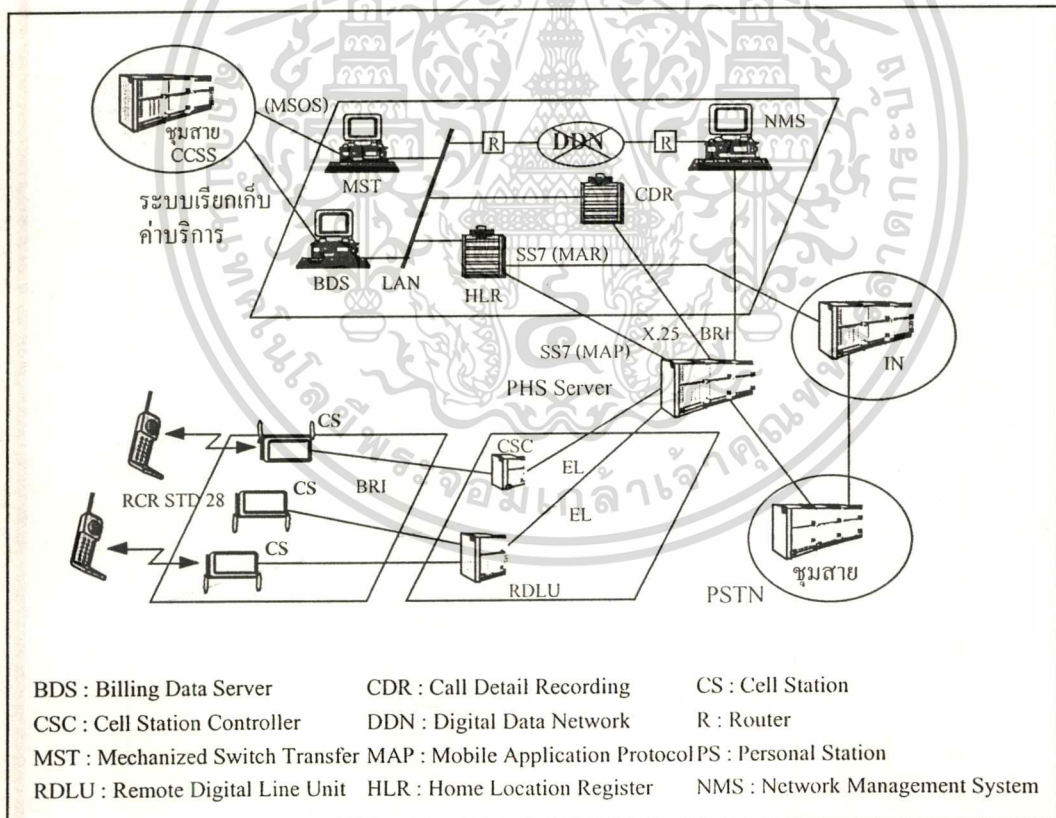 (MSOS)
NMS
ชุมสาย
CCSS
R
DDN
R
MST
ระบบเรียกเก็บ
ค่าบริการ
CDR
BDS
LAN
HLR
SS7 (MAR)
SS7 (MAP)
X.25
BRI
IN
PHS Server
CS
CSC
EL
RCR STD 28
CS
BRI
EL
CS
RDLU
ชุมสาย
PSTN
BDS : Billing Data Server
CDR : Call Detail Recording
CS : Cell Station
CSC : Cell Station Controller
DDN : Digital Data Network
R : Router
MST : Mechanized Switch Transfer
MAP : Mobile Application Protocol
PS : Personal Station
RDLU : Remote Digital Line Unit
HLR : Home Location Register
NMS : Network Management System